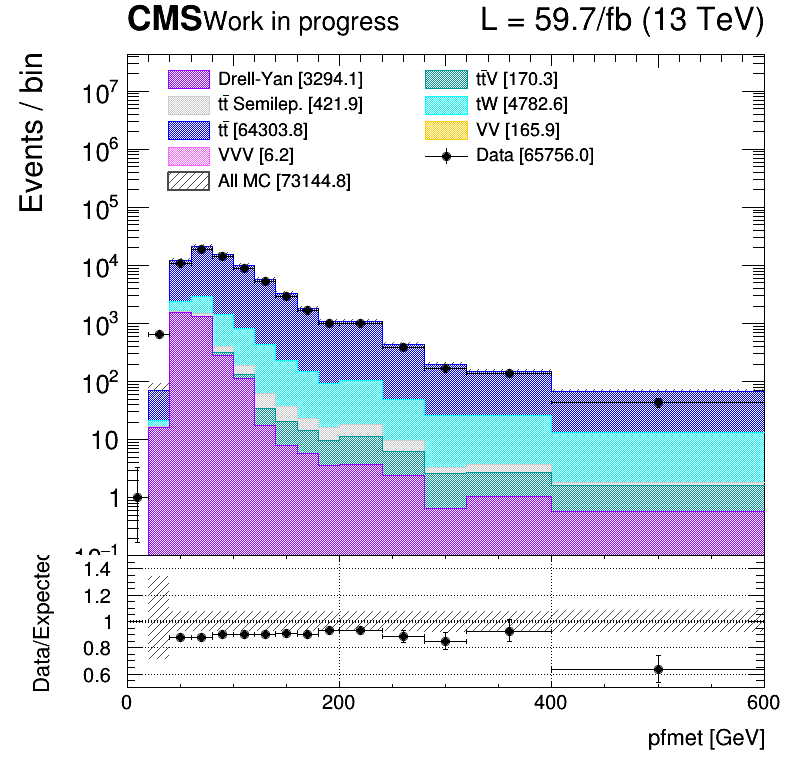 CMS Work in progress L = 59.7/fb (13 TeV)
Events / bin
Drell-Yan [3294.1] tt̄V [170.3]
tt̄ Semilep. [421.9] tW [4782.6]
tt̄ [64303.8] VV [165.9]
VVV [6.2] Data [65756.0]
All MC [73144.8]
10⁷
10⁶
10⁵
10⁴
10³
10²
10
1
10⁻¹
Data/Expected
1.4
1.2
1
0.8
0.6
0 200 400 600
pfmet [GeV]